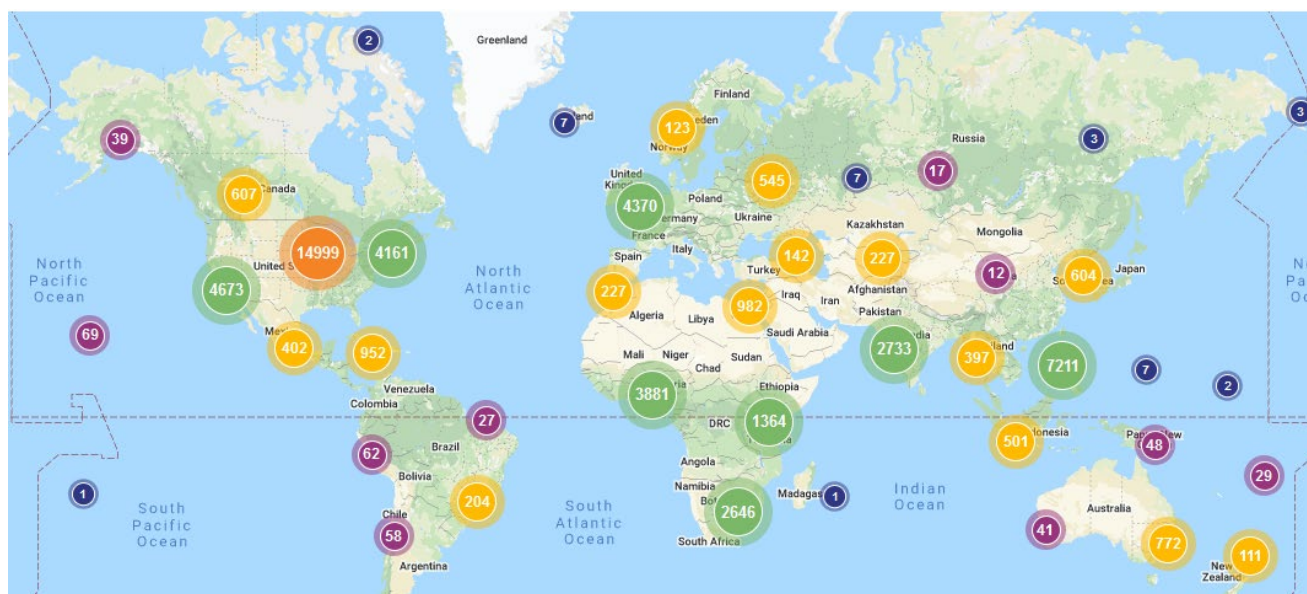 2
Greenland
Finland
7
123
Norway
3
3
39
Russia
17
United
545
7
607
Canada
Poland
4370
Germany
Ukraine
France
Kazakhstan
Mongolia
14999
4161
Italy
Spain
142
227
North
Pacific
Ocean
North
Atlantic
Ocean
Turkey
12
604
Japan
4673
227
982
Iraq
Iran
Afghanistan
Algeria
Libya
Pakistan
Saudi Arabia
69
402
952
Mali
Niger
Chad
Sudan
2733
397
7211
7
2
Venezuela
Colombia
3881
Ethiopia
27
DRC
1364
62
Brazil
501
48
Bolivia
Angola
29
1
204
Namibia
Madagas
1
Indian
Ocean
South
Pacific
Ocean
Chile
58
South
Atlantic
Ocean
2646
South Africa
41
Australia
772
111
Argentina
New
Zealand